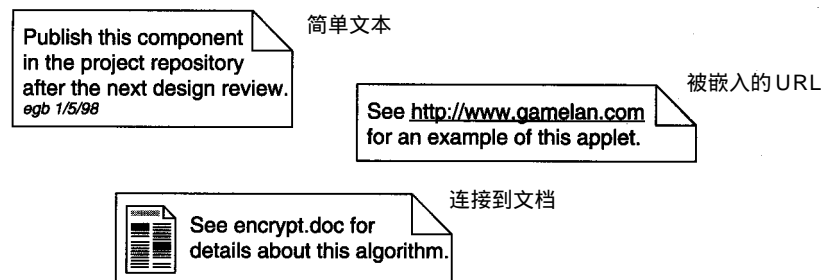 Publish this component
in the project repository
after the next design review.
egb 1/5/98
简单文本
See http://www.gamelan.com
for an example of this applet.
被嵌入的URL
See encrypt.doc for
details about this algorithm.
连接到文档